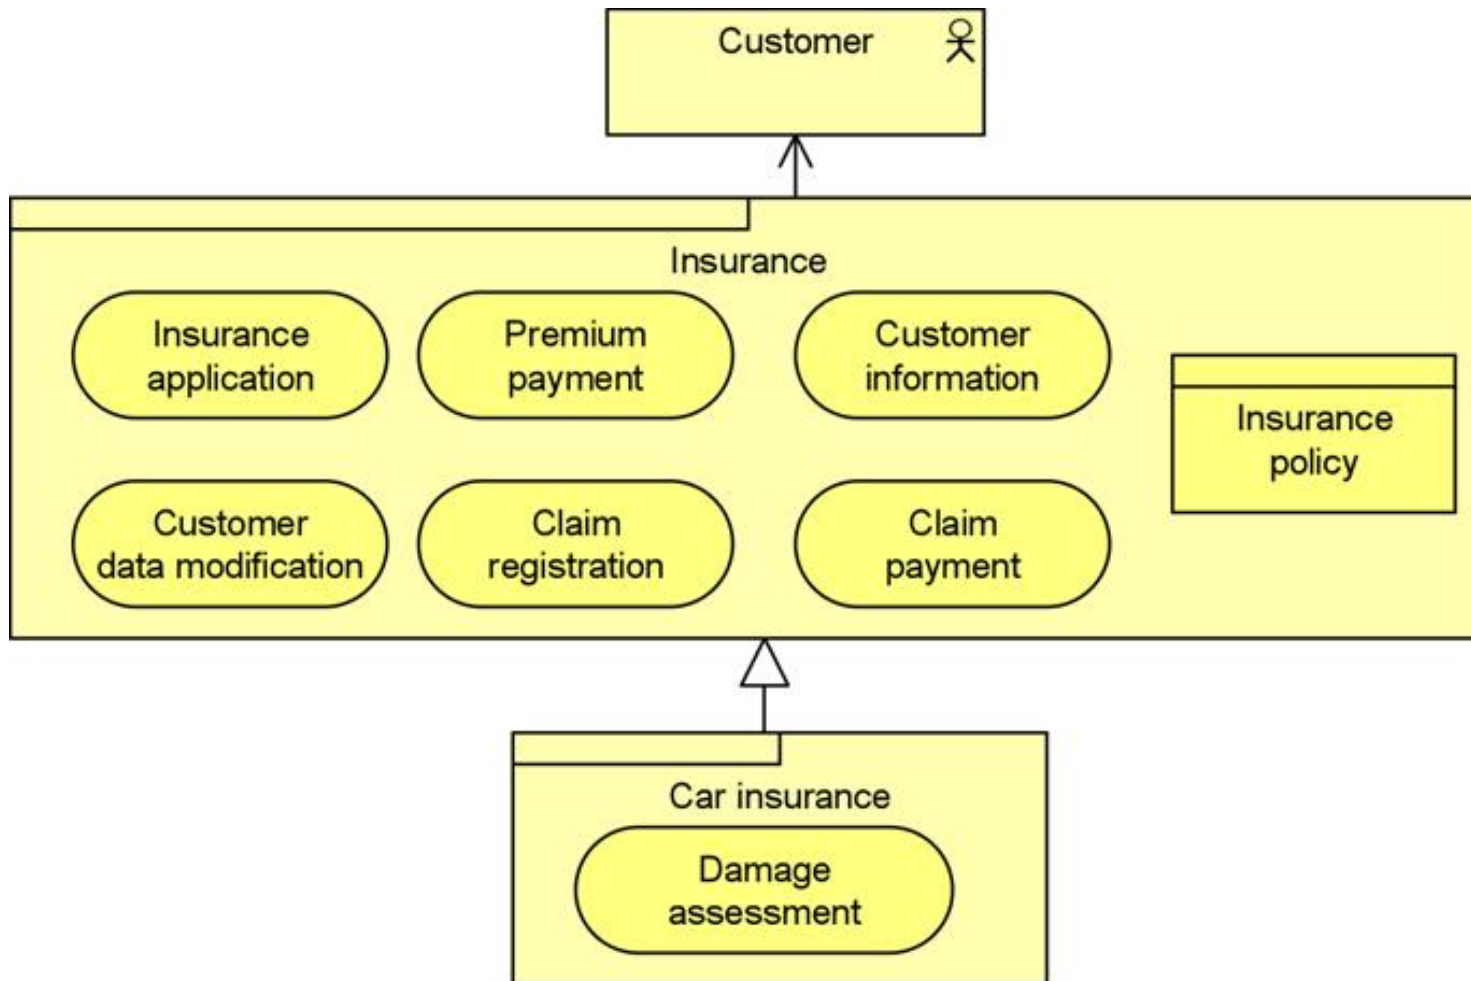 Customer
Insurance
Insurance
application
Premium
payment
Customer
information
Insurance
policy
Customer
data modification
Claim
registration
Claim
payment
Car insurance
Damage
assessment